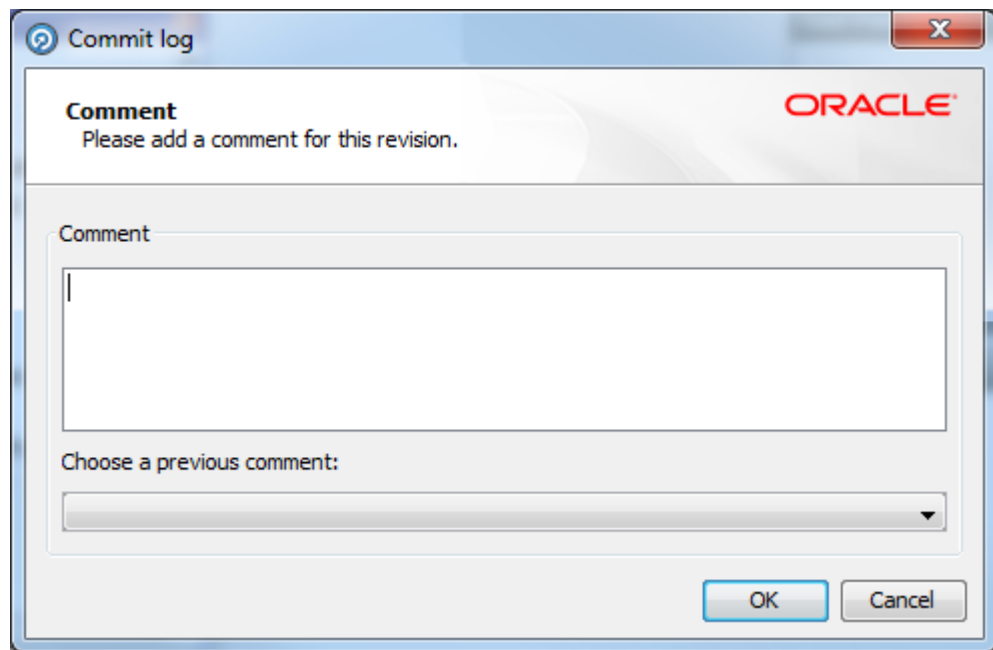 Commit log
Comment
ORACLE
Please add a comment for this revision.
Comment
Choose a previous comment:
OK
Cancel